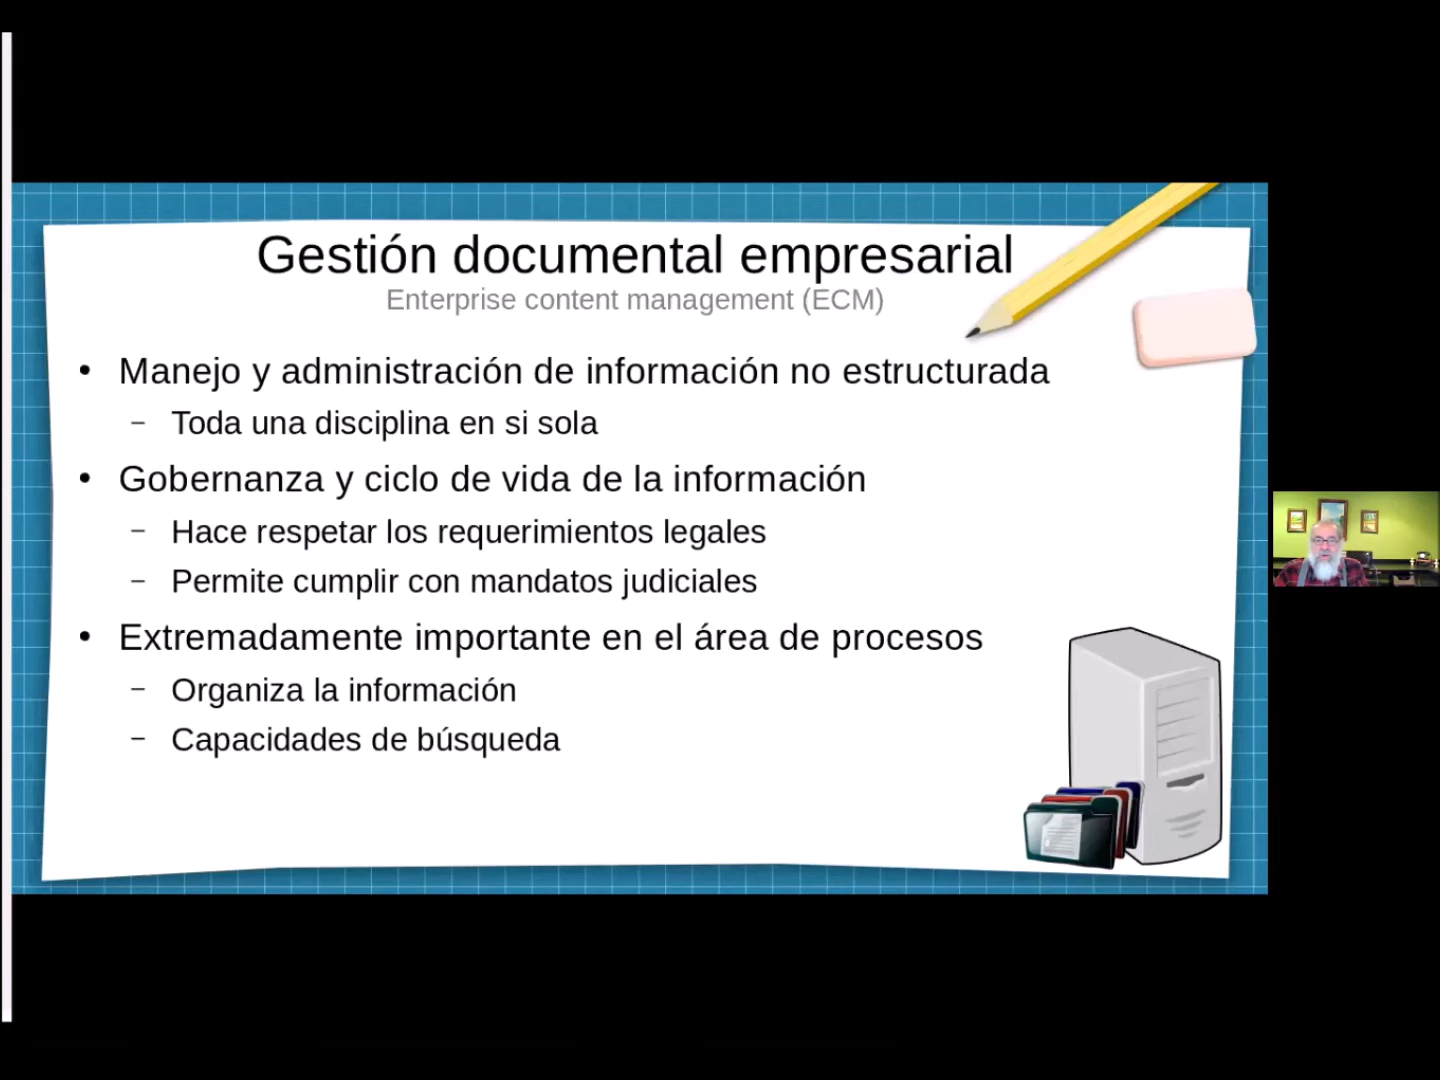 Gestión documental empresarial
Enterprise content management (ECM)
• Manejo y administración de información no estructurada
– Toda una disciplina en si sola
• Gobernanza y ciclo de vida de la información
– Hace respetar los requerimientos legales
– Permite cumplir con mandatos judiciales
• Extremadamente importante en el área de procesos
– Organiza la información
– Capacidades de búsqueda